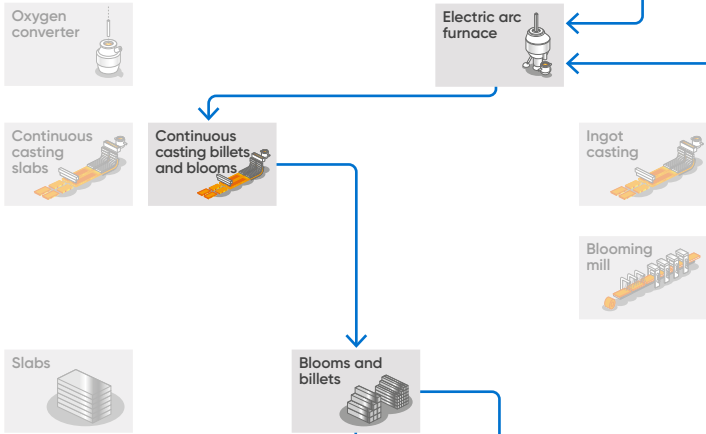 Oxygen
converter
Electric arc
furnace
Continuous
casting
slabs
Continuous
casting billets
and blooms
Ingot
casting
Blooming
mill
Slabs
Blooms and
billets